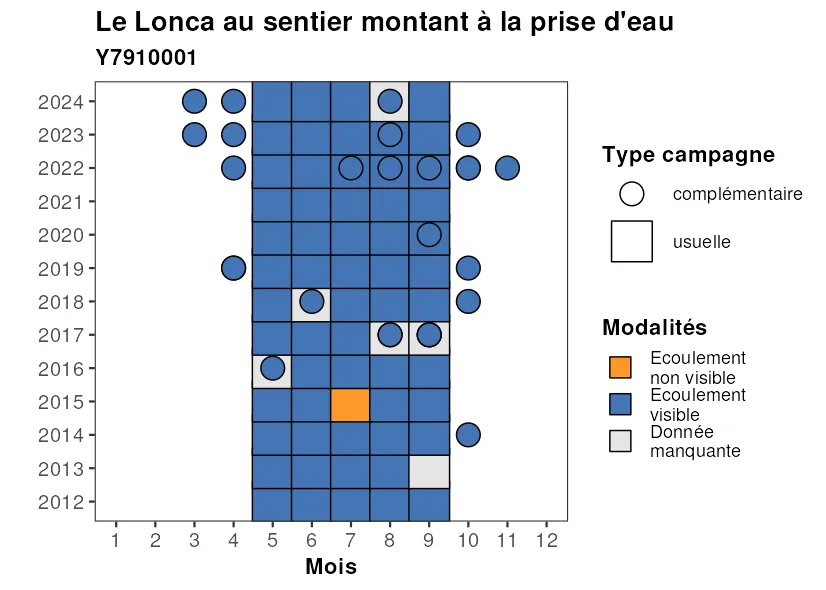 Le Lonca au sentier montant à la prise d'eau
Y7910001
2024
2023
2022
2021
2020
2019
2018
2017
2016
2015
2014
2013
2012
1 2 3 4 5 6 7 8 9 10 11 12
Mois
Type campagne
complémentaire
usuelle
Modalités
Ecoulement
non visible
Ecoulement
visible
Donnée
manquante